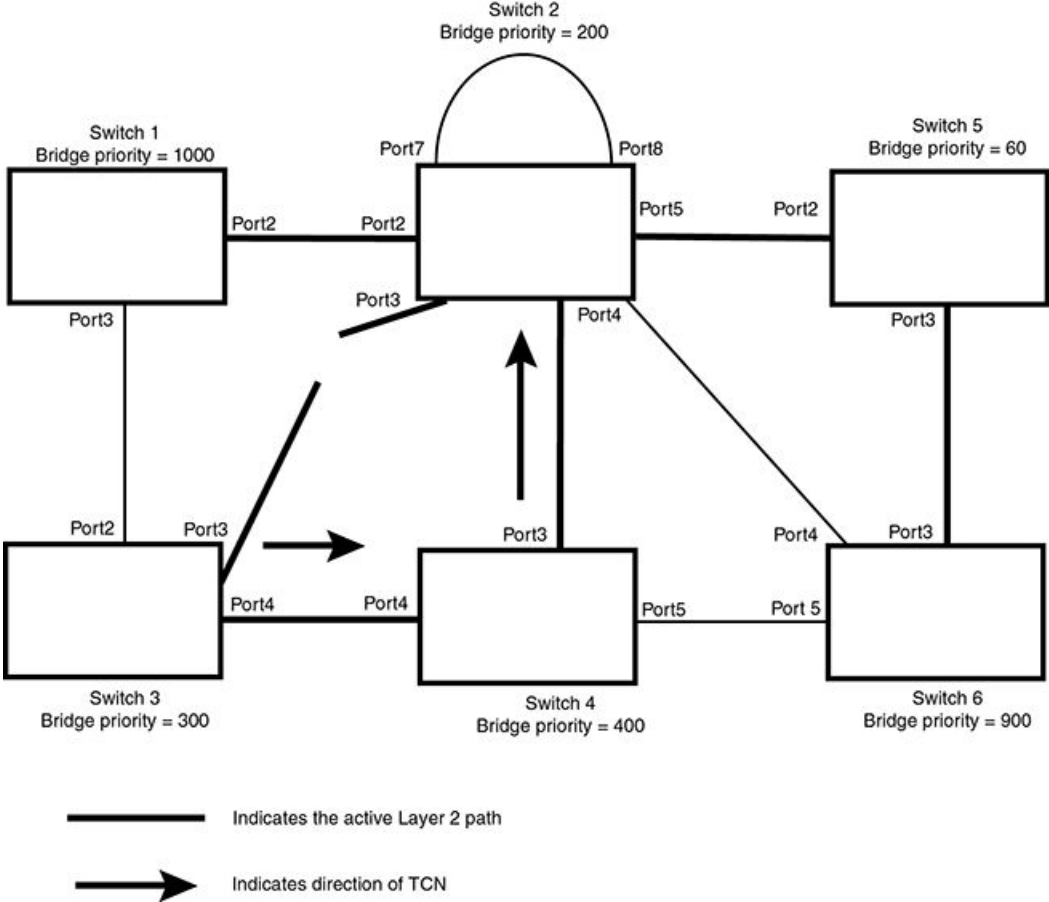 Switch 2
Bridge priority = 200
Switch 1
Bridge priority = 1000
Switch 5
Bridge priority = 60
Port7
Port8
Port2
Port2
Port5
Port2
Port3
Port3
Port4
Port3
Port2
Port3
Port3
Port4
Port3
Port4
Port4
Port5
Port 5
Switch 3
Bridge priority = 300
Switch 4
Bridge priority = 400
Switch 6
Bridge priority = 900
Indicates the active Layer 2 path
Indicates direction of TCN